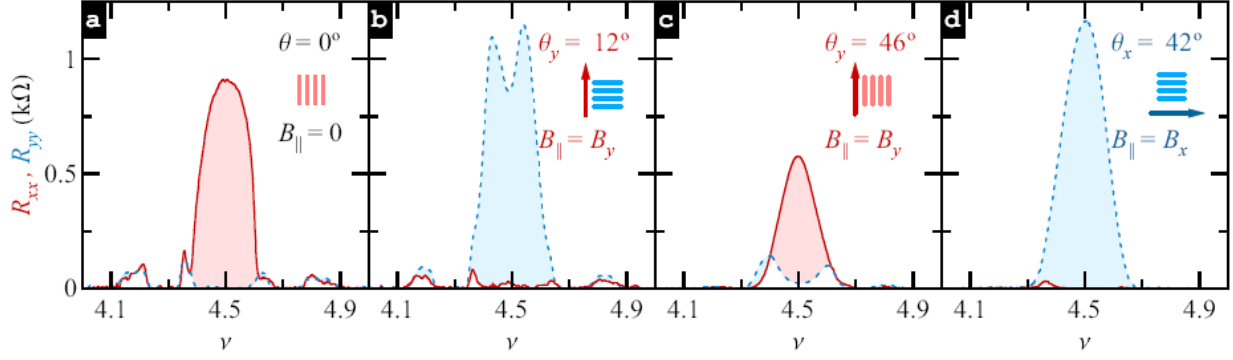 a
b
c
d
θ = 0°
B|| = 0
θy = 12°
B|| = By
θy = 46°
B|| = By
θx = 42°
B|| = Bx
Rxx, Ryy (kΩ)
1
0.5
0
4.1 4.5 4.9
4.1 4.5 4.9
4.1 4.5 4.9
4.1 4.5 4.9
ν
ν
ν
ν